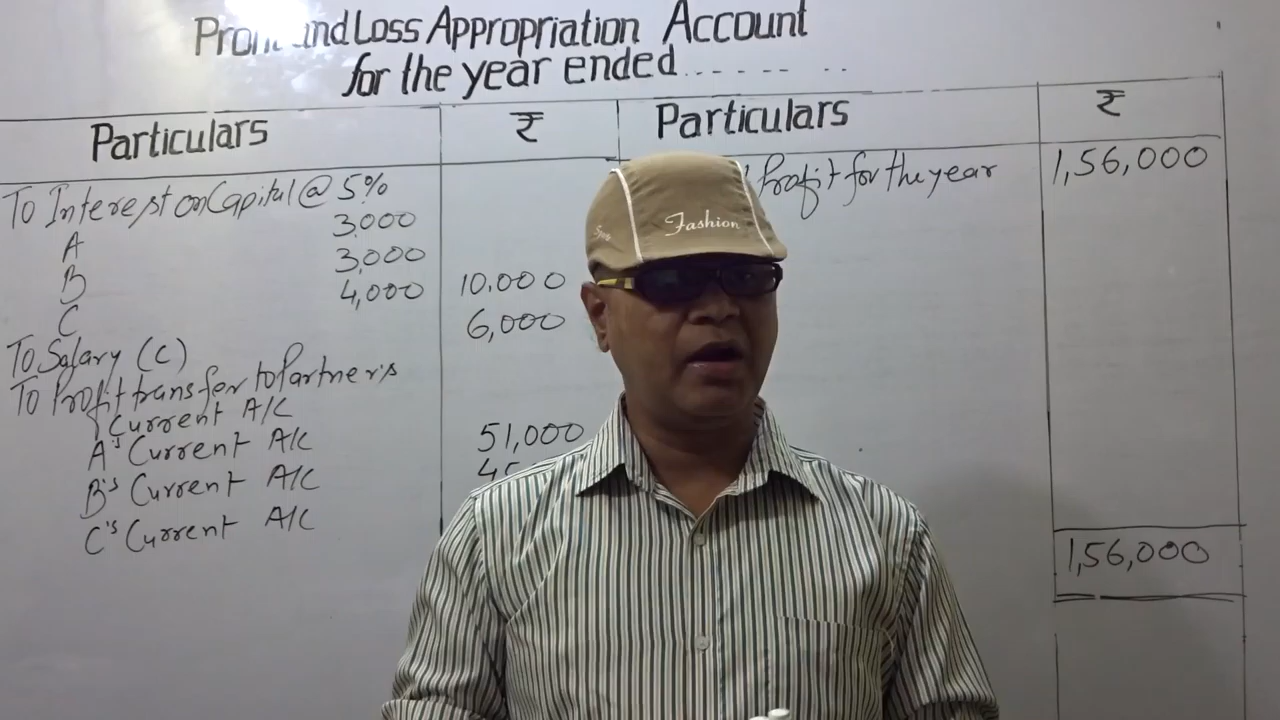 and Loss Appropriation Account
for the year ended..........
Particulars ₹ Particulars ₹
To Interest on Capital @ 5% Profit for the year 1,56,000
A 3.000
B 3,000
C 4,000 10.000
To Salary (C) 6,000
To Profit transfer to Partner's
Current A/C
A's Current A/C 51,000
B's Current A/C
C's Current A/C
1,56,000
Fashion